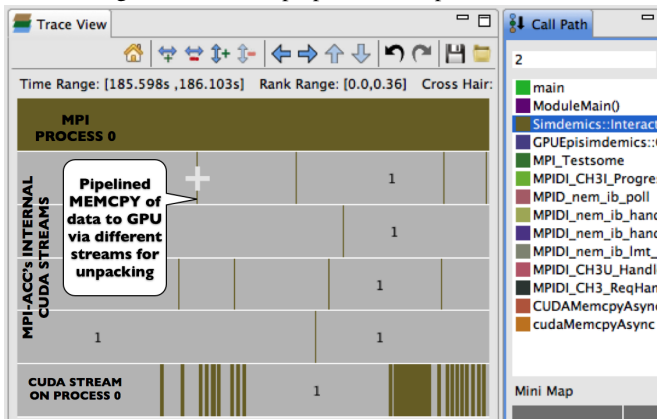 Trace View
Time Range: [185.598s ,186.103s] Rank Range: [0.0,0.36] Cross Hair:
MPI
PROCESS 0
MPI-ACC's INTERNAL
CUDA STREAMS
Pipelined
MEMCPY of
data to GPU
via different
streams for
unpacking
1
1
1
1
1
CUDA STREAM
ON PROCESS 0
1
Call Path
2
main
ModuleMain()
Simdemics::Interact
GPUEpisimdemics::
MPI_Testsome
MPIDI_CH3I_Progre
MPID_nem_ib_poll
MPIDI_nem_ib_hand
MPIDI_nem_ib_hand
MPIDI_nem_ib_lmt_
MPIDI_CH3U_Handl
MPIDI_CH3_ReqHan
CUDAMemcpyAsync
cudaMemcpyAsync
Mini Map